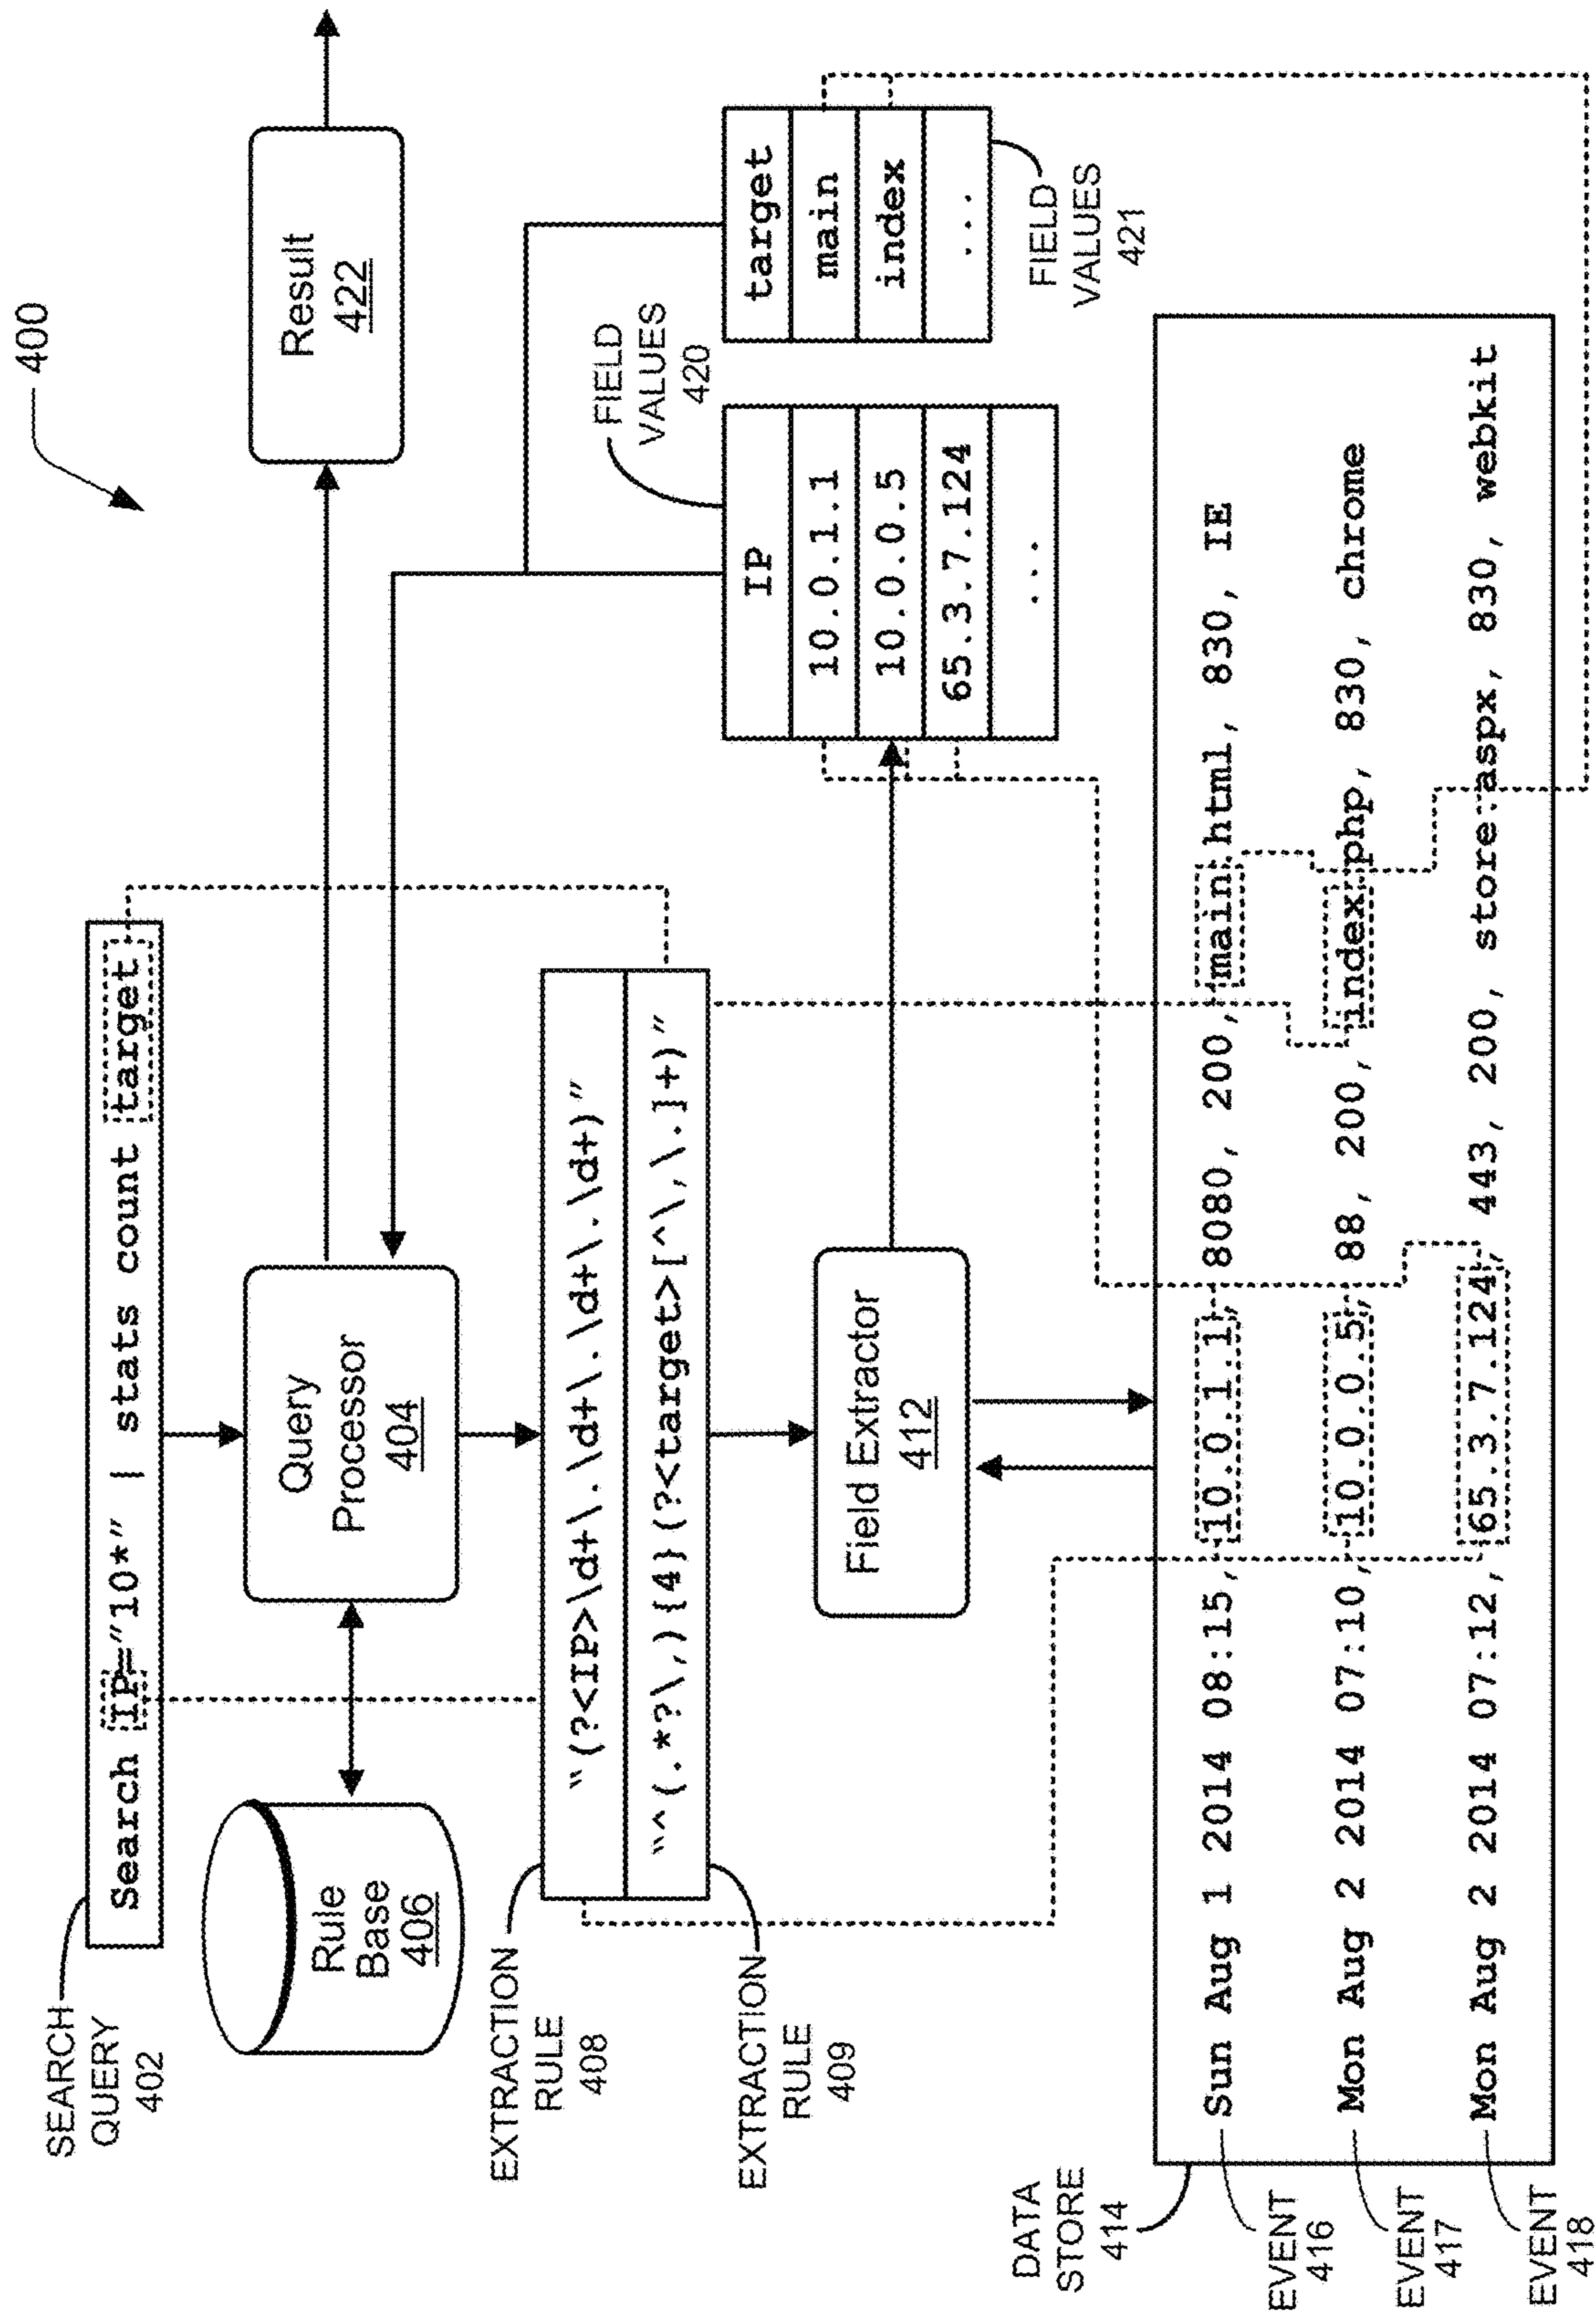 400
SEARCH
QUERY
402
Search IP="10*" | stats count target
Rule
Base
406
Query
Processor
404
Result
422
EXTRACTION
RULE
408
"(?<IP>\d+\.\d+\.\d+\.\d+)"
"^(.*?\,){4}(?<target>[^\,\.]+)"
EXTRACTION
RULE
409
Field Extractor
412
FIELD
VALUES
420
IP
10.0.1.1
10.0.0.5
65.3.7.124
...
target
main
index
...
FIELD
VALUES
421
DATA
STORE
414
EVENT
416
Sun Aug 1 2014 08:15, 10.0.1.1, 8080, 200, main.html, 830, IE
EVENT
417
Mon Aug 2 2014 07:10, 10.0.0.5, 88, 200, index.php, 830, chrome
EVENT
418
Mon Aug 2 2014 07:12, 65.3.7.124, 443, 200, store.aspx, 830, webkit